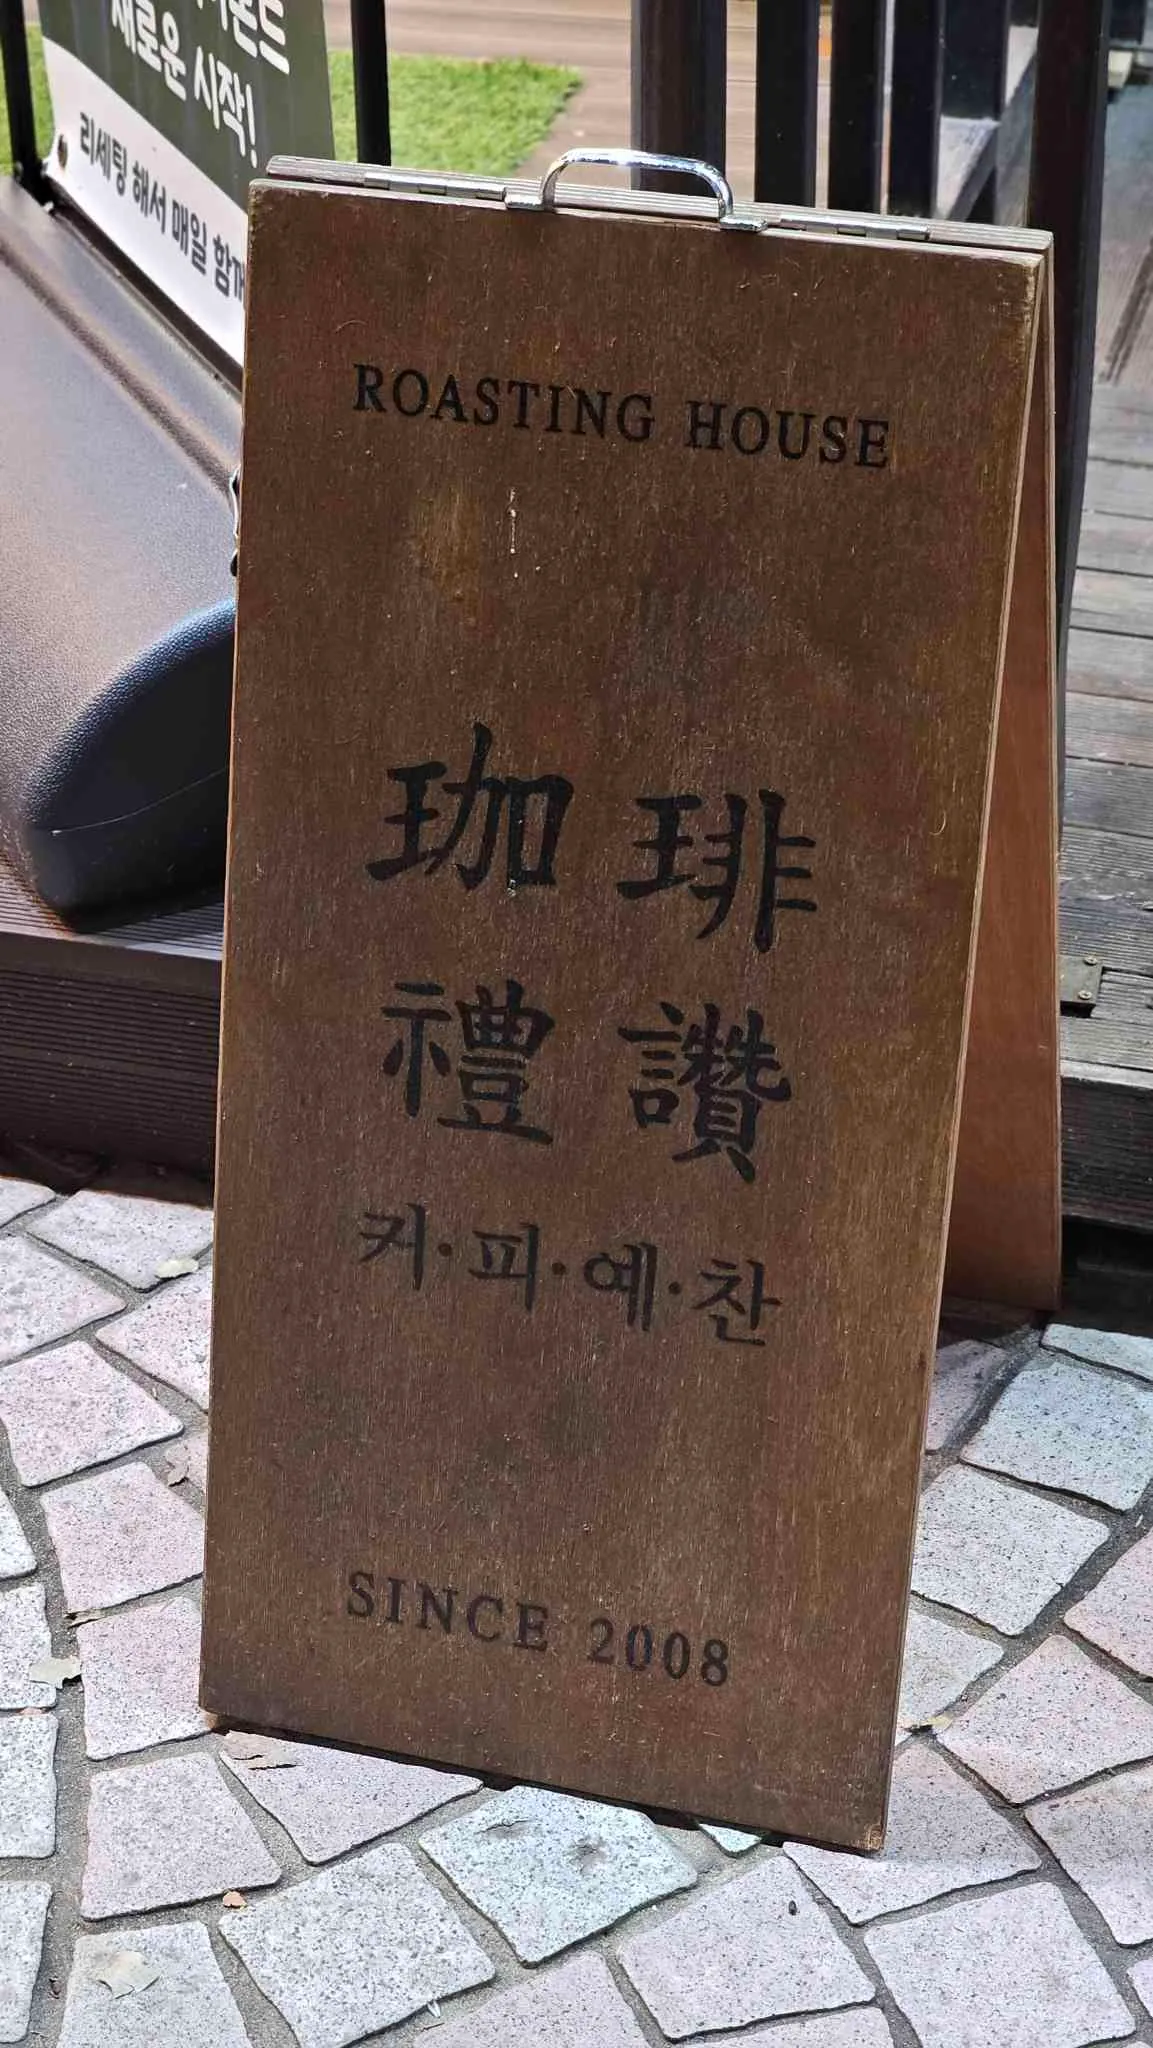 새로운 시작!
리세팅 해서 매일 함께
ROASTING HOUSE
珈琲
禮讚
커·피·예·찬
SINCE 2008